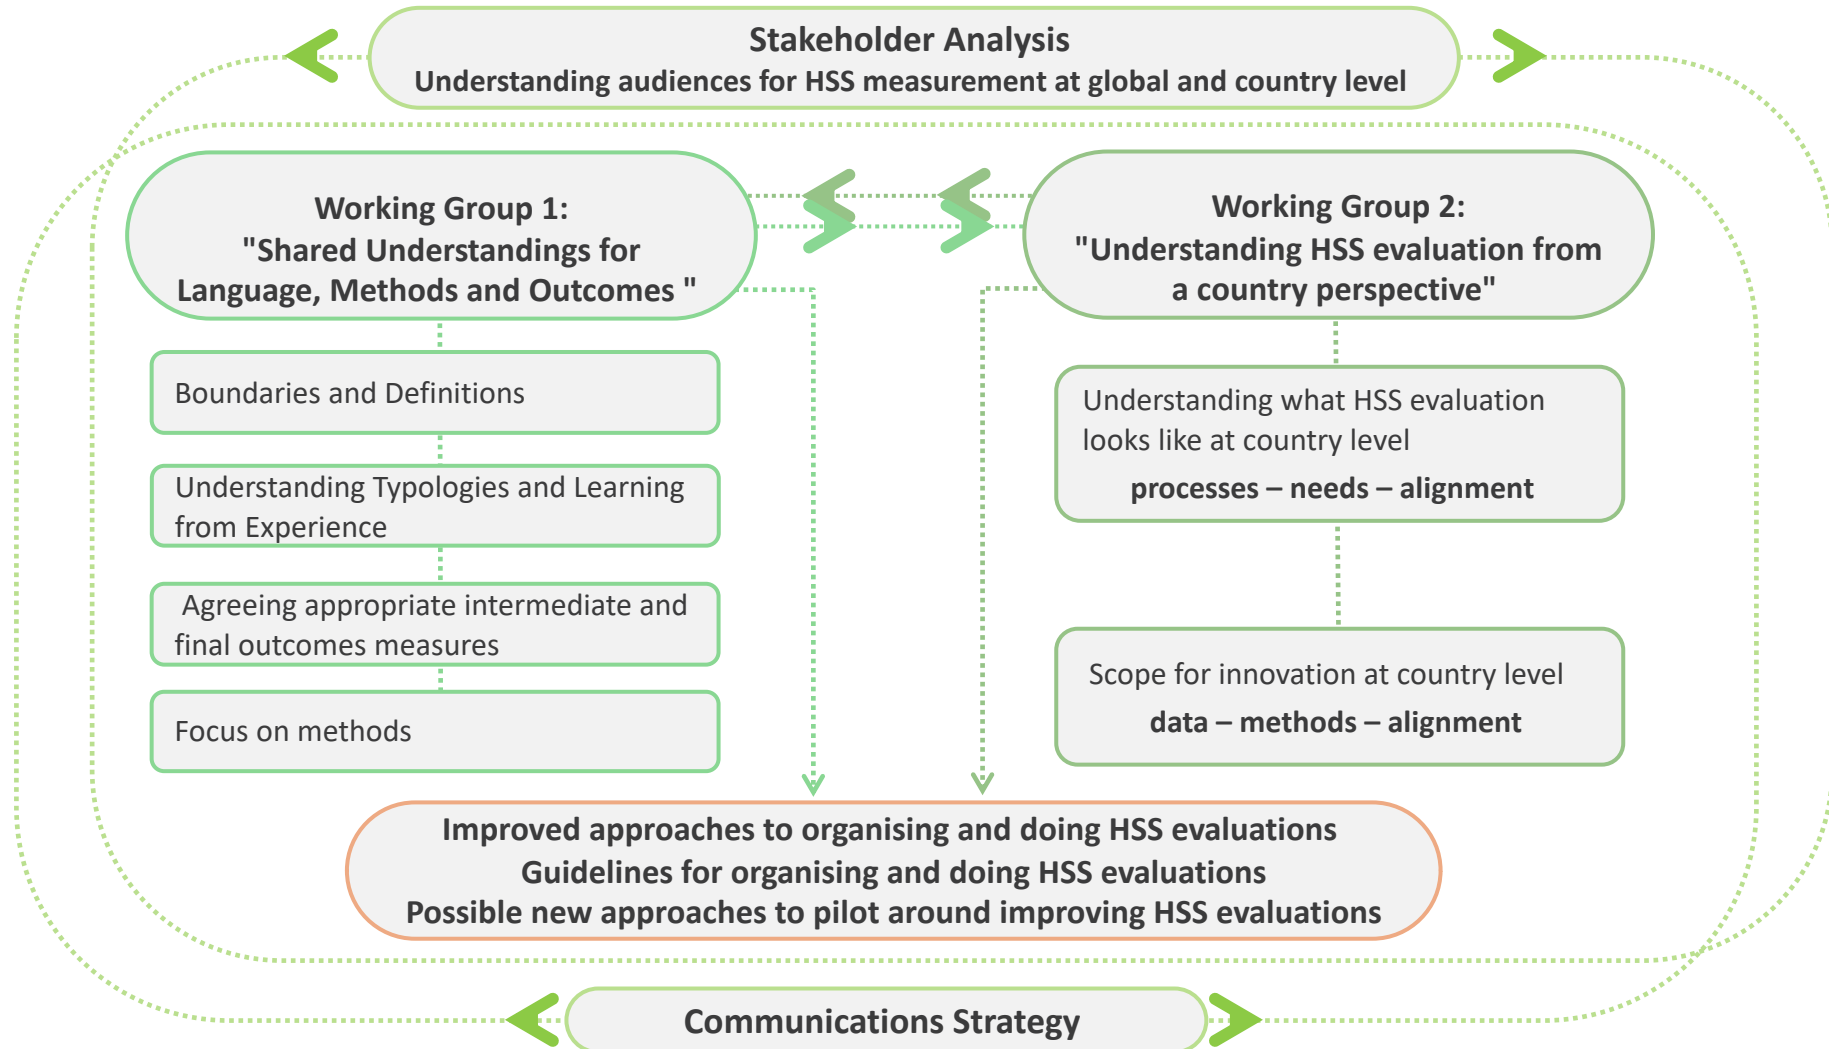 Stakeholder Analysis
Understanding audiences for HSS measurement at global and country level
Working Group 1:
"Shared Understandings for
Language, Methods and Outcomes "
Boundaries and Definitions
Understanding Typologies and Learning
from Experience
Agreeing appropriate intermediate and
final outcomes measures
Focus on methods
Working Group 2:
"Understanding HSS evaluation from
a country perspective"
Understanding what HSS evaluation
looks like at country level
processes – needs – alignment
Scope for innovation at country level
data – methods – alignment
Improved approaches to organising and doing HSS evaluations
Guidelines for organising and doing HSS evaluations
Possible new approaches to pilot around improving HSS evaluations
Communications Strategy